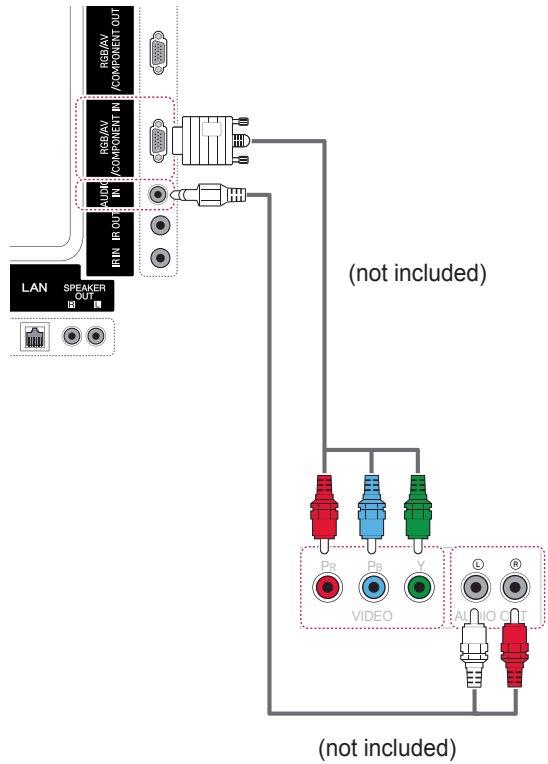 RGB/AV
/COMPONENT OUT
RGB/AV
/COMPONENT IN
AUDIO
IN
IR OUT
IR IN
LAN
SPEAKER
OUT
R L
(not included)
PR PB Y
VIDEO
L R
AUDIO OUT
(not included)